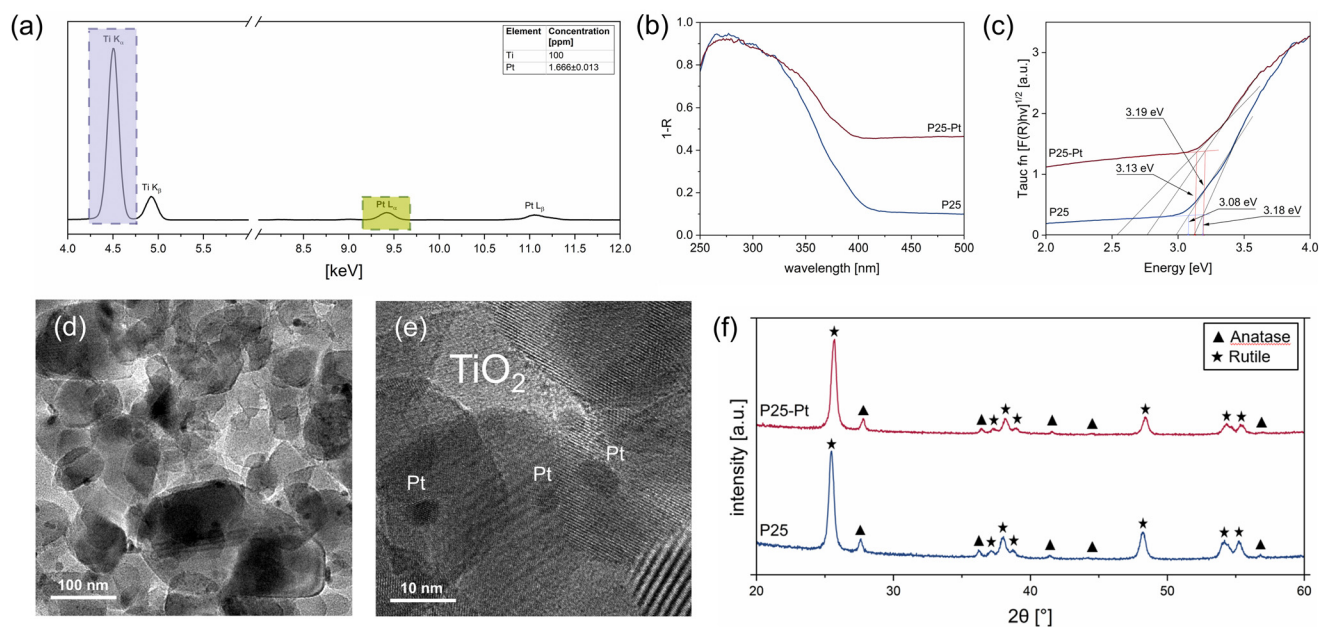 (a)
Ti Kα
Ti Kβ
Pt Lα
Pt Lβ
Element Concentration
[ppm]
Ti 100
Pt 1.666±0.013
4.0 4.5 5.0 9.0 9.5 10.0 10.5 11.0 11.5 12.0
[keV]
(b)
1-R
1.0
0.8
0.6
0.4
0.2
0.0
P25-Pt
P25
250 300 350 400 450 500
wavelength [nm]
(c)
Tauc fn [F(R)hv]1/2 [a.u.]
3
2
1
0
3.19 eV
P25-Pt
3.13 eV
3.08 eV
P25
3.18 eV
2.0 2.5 3.0 3.5 4.0
Energy [eV]
(d)
100 nm
(e)
TiO2
Pt
Pt
Pt
10 nm
(f)
▲ Anatase
★ Rutile
P25-Pt
P25
intensity [a.u.]
20 30 40 50 60
2θ [°]